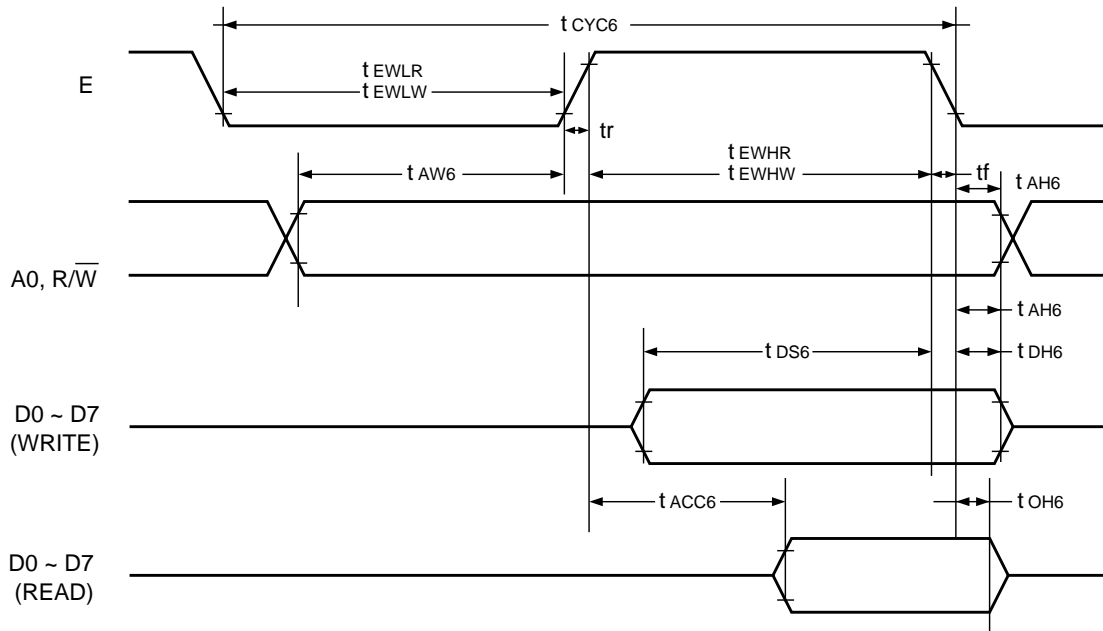 t CYC6
E
t EWLR
t EWLW
tr
t EWHR
t EWHW
tf
t AW6
t AH6
A0, R/W̅
t AH6
t DS6
t DH6
D0 ~ D7
(WRITE)
t ACC6
t OH6
D0 ~ D7
(READ)